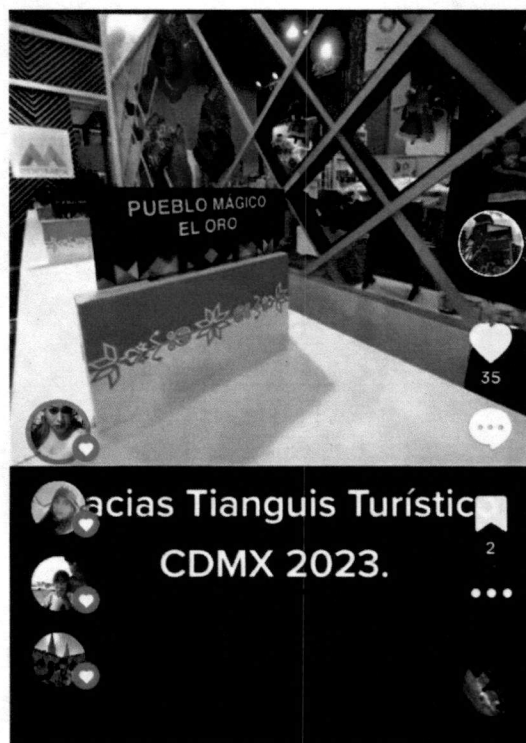 PUEBLO MÁGICO
EL ORO
35
acias Tianguis Turístic
CDMX 2023.
2